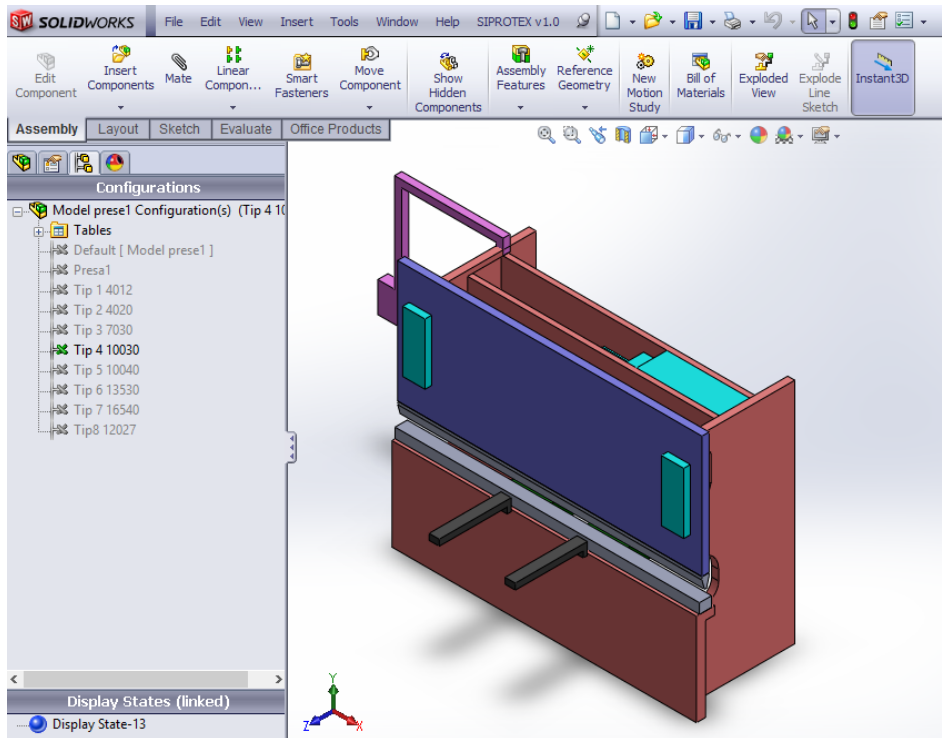 SW SOLIDWORKS File Edit View Insert Tools Window Help SIPROTEX v1.0
Edit Component
Insert Components
Mate
Linear Compon...
Smart Fasteners
Move Component
Show Hidden Components
Assembly Features
Reference Geometry
New Motion Study
Bill of Materials
Exploded View
Explode Line Sketch
Instant3D
Assembly Layout Sketch Evaluate Office Products
Configurations
Model prese1 Configuration(s) (Tip 4 10
Tables
Default [ Model prese1 ]
Presa1
Tip 1 4012
Tip 2 4020
Tip 3 7030
Tip 4 10030
Tip 5 10040
Tip 6 13530
Tip 7 16540
Tip8 12027
Display States (linked)
Display State-13
Y
Z X